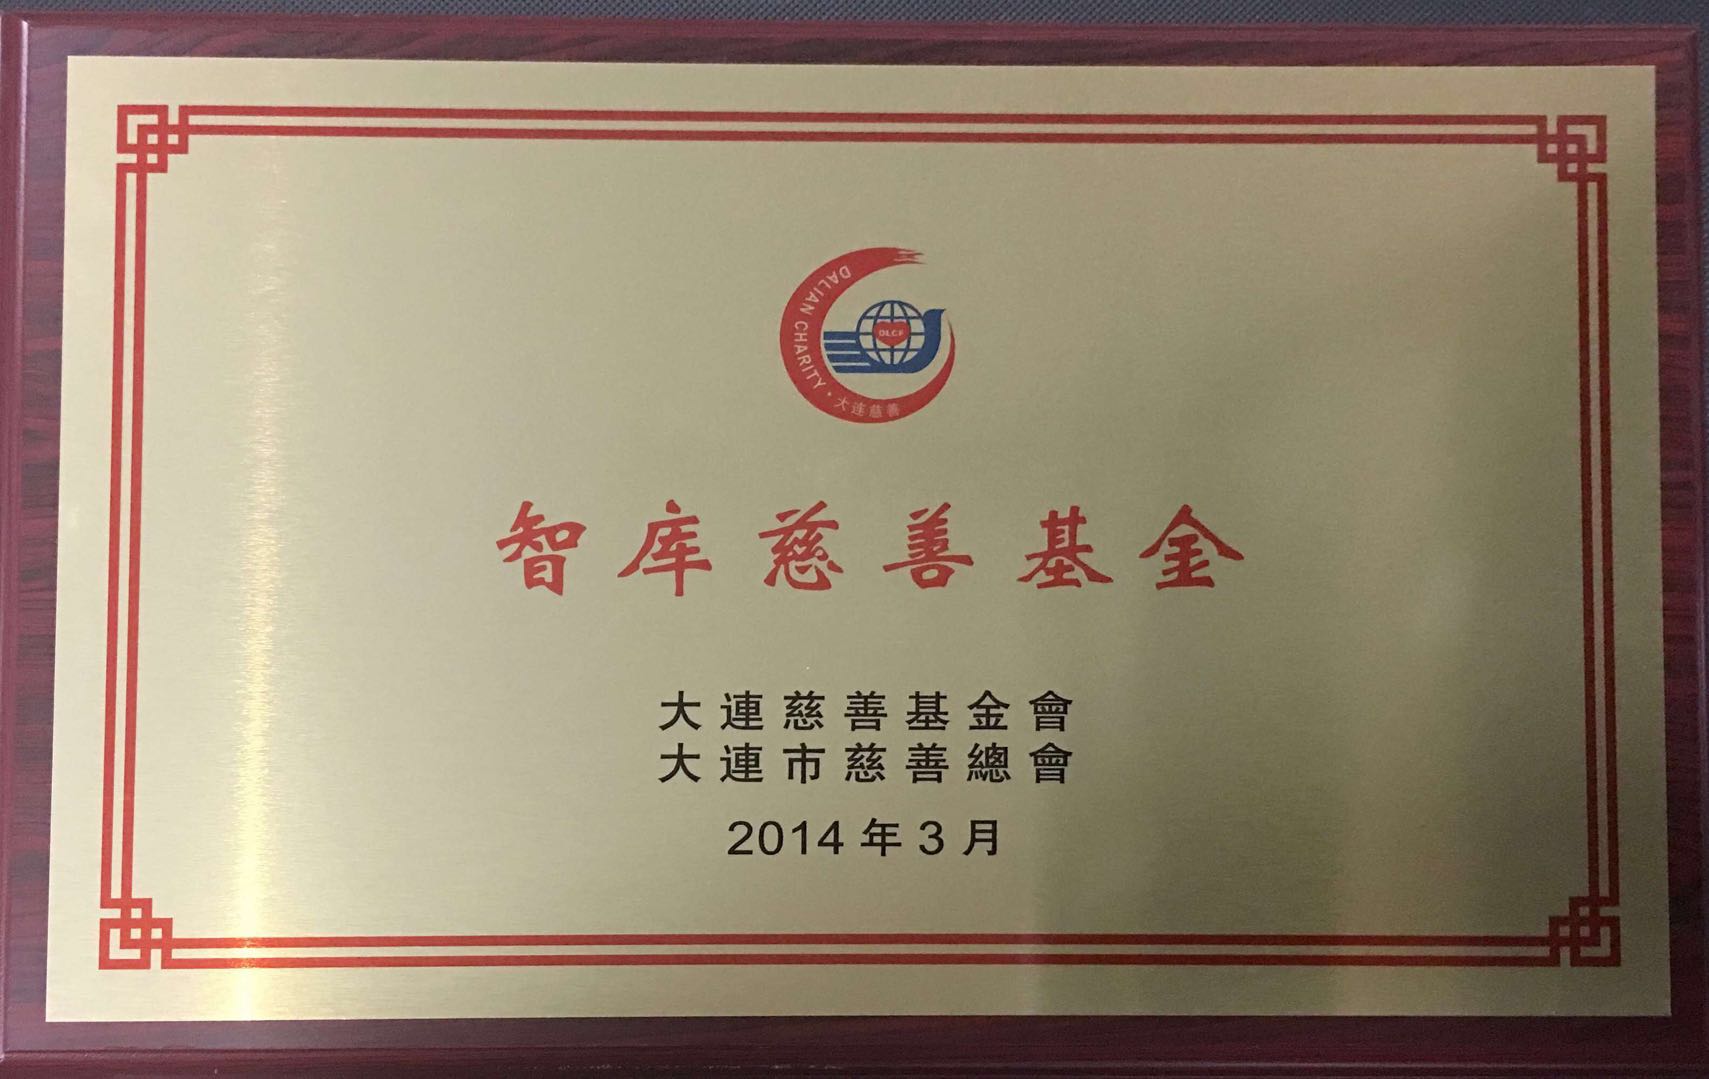 DALIAN CHARITY · 大连慈善
DLCF
智库慈善基金
大連慈善基金會
大連市慈善總會
2014年3月